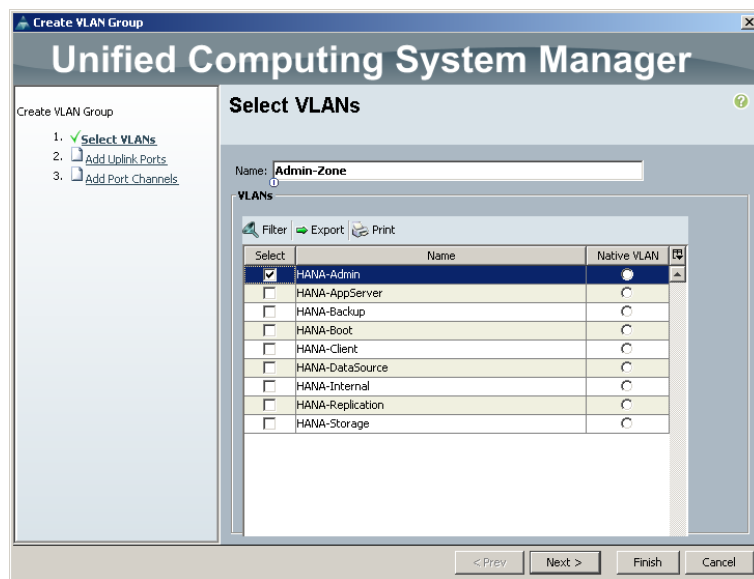 Create VLAN Group
Unified Computing System Manager
Create VLAN Group
1. Select VLANs
2. Add Uplink Ports
3. Add Port Channels
Select VLANs
Name: Admin-Zone
VLANs
Filter Export Print
Select Name Native VLAN
HANA-Admin
HANA-AppServer
HANA-Backup
HANA-Boot
HANA-Client
HANA-DataSource
HANA-Internal
HANA-Replication
HANA-Storage
< Prev Next > Finish Cancel